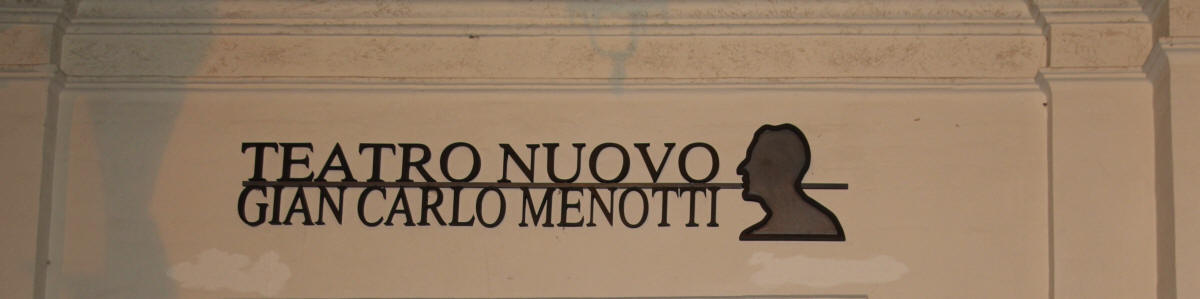 TEATRO NUOVO
GIAN CARLO MENOTTI